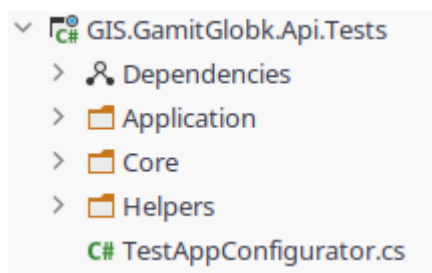 C# GIS.GamitGlobk.Api.Tests
Dependencies
Application
Core
Helpers
C# TestAppConfigurator.cs